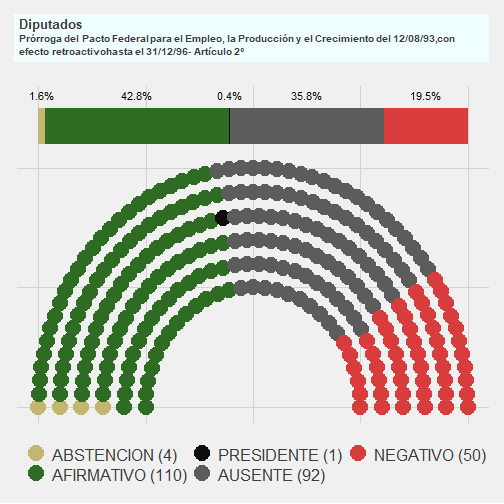 Diputados
Prórroga del Pacto Federal para el Empleo, la Producción y el Crecimiento del 12/08/93,con
efecto retroactivohasta el 31/12/96- Artículo 2º
1.6% 42.8% 0.4% 35.8% 19.5%
ABSTENCION (4) PRESIDENTE (1) NEGATIVO (50)
AFIRMATIVO (110) AUSENTE (92)